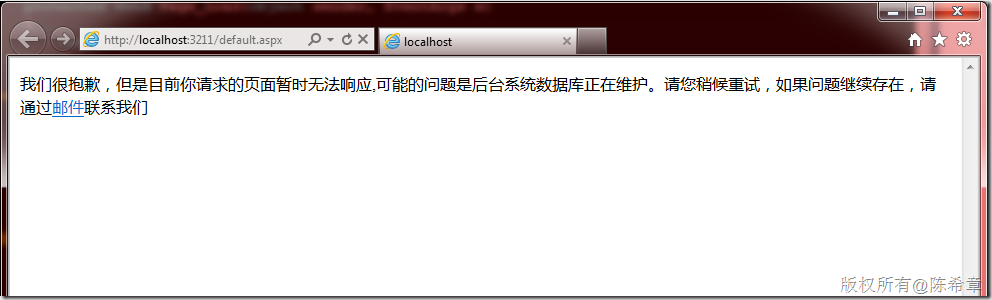 http://localhost:3211/default.aspx
localhost
我们很抱歉，但是目前你请求的页面暂时无法响应,可能的问题是后台系统数据库正在维护。请您稍候重试，如果问题继续存在，请
通过邮件联系我们
版权所有@陈希章